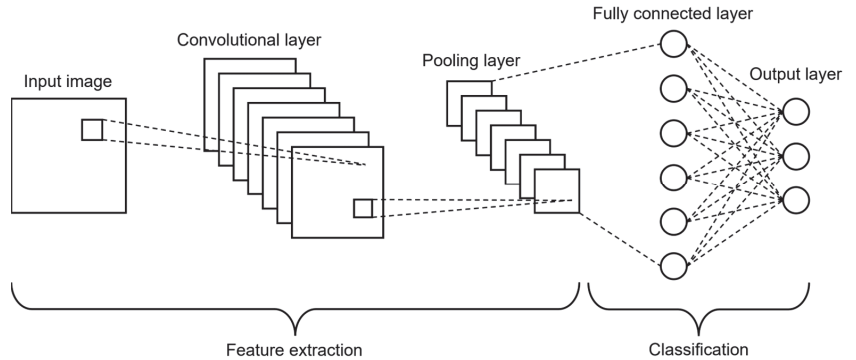 Input image
Convolutional layer
Pooling layer
Fully connected layer
Output layer
Feature extraction
Classification